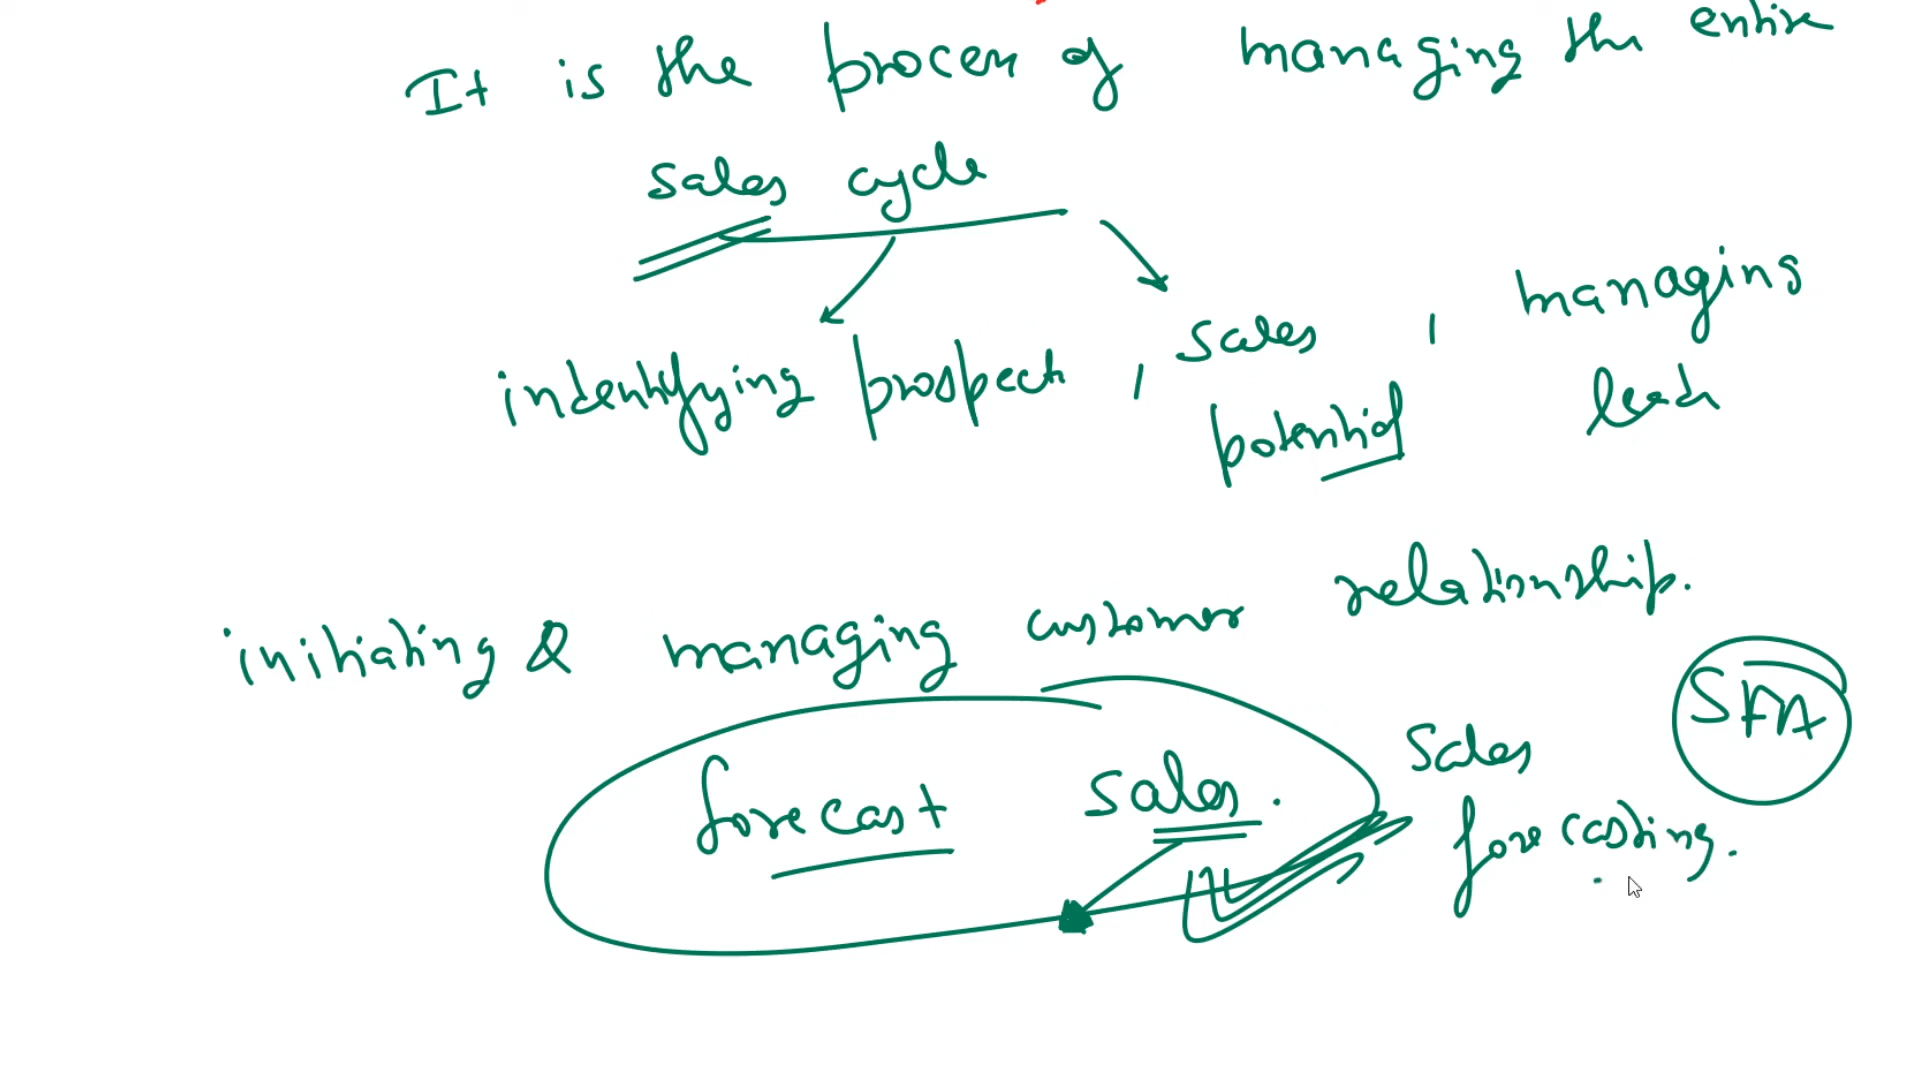 It is the process of managing the entire
sales cycle
indentifying prospect , sales , managing
potential lead
initiating & managing customer relationship.
SFA
forecast sales. Sales
forecasting.